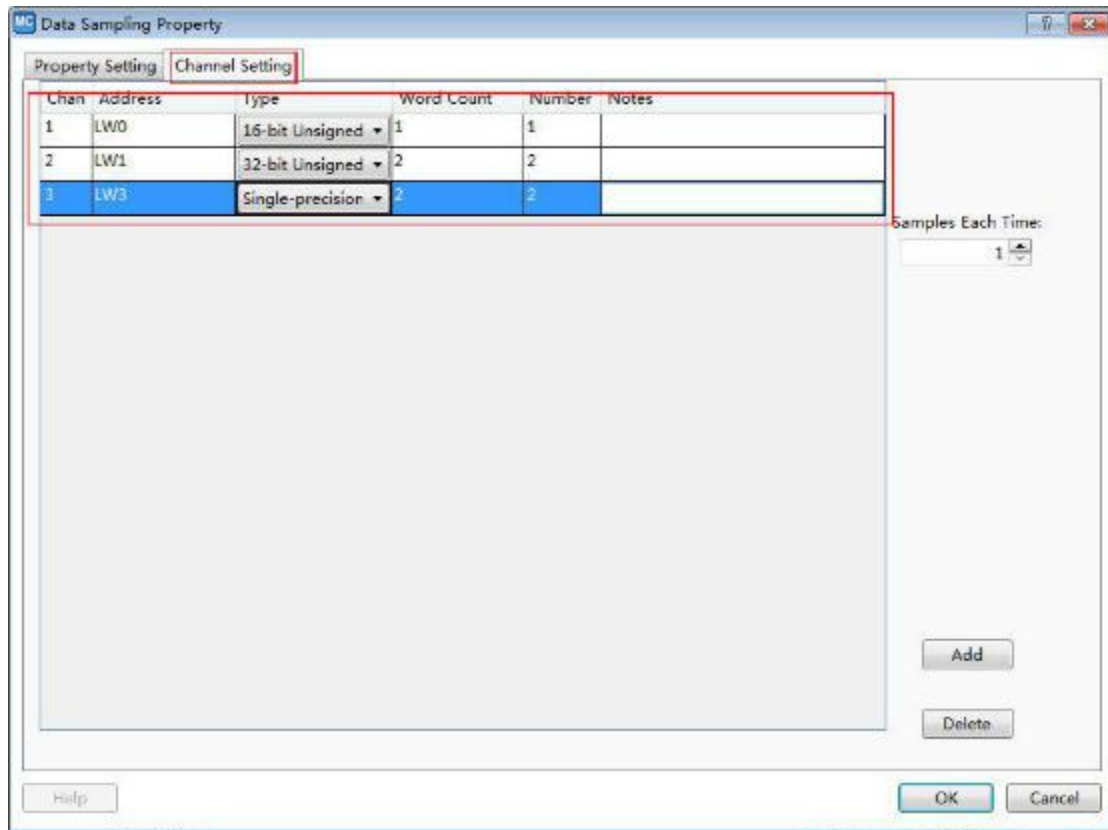 MC Data Sampling Property
Property Setting Channel Setting
Chan Address Type Word Count Number Notes
1 LW0 16-bit Unsigned 1 1
2 LW1 32-bit Unsigned 2 2
3 LW3 Single-precision 2 2
Samples Each Time:
1
Add
Delete
Help OK Cancel